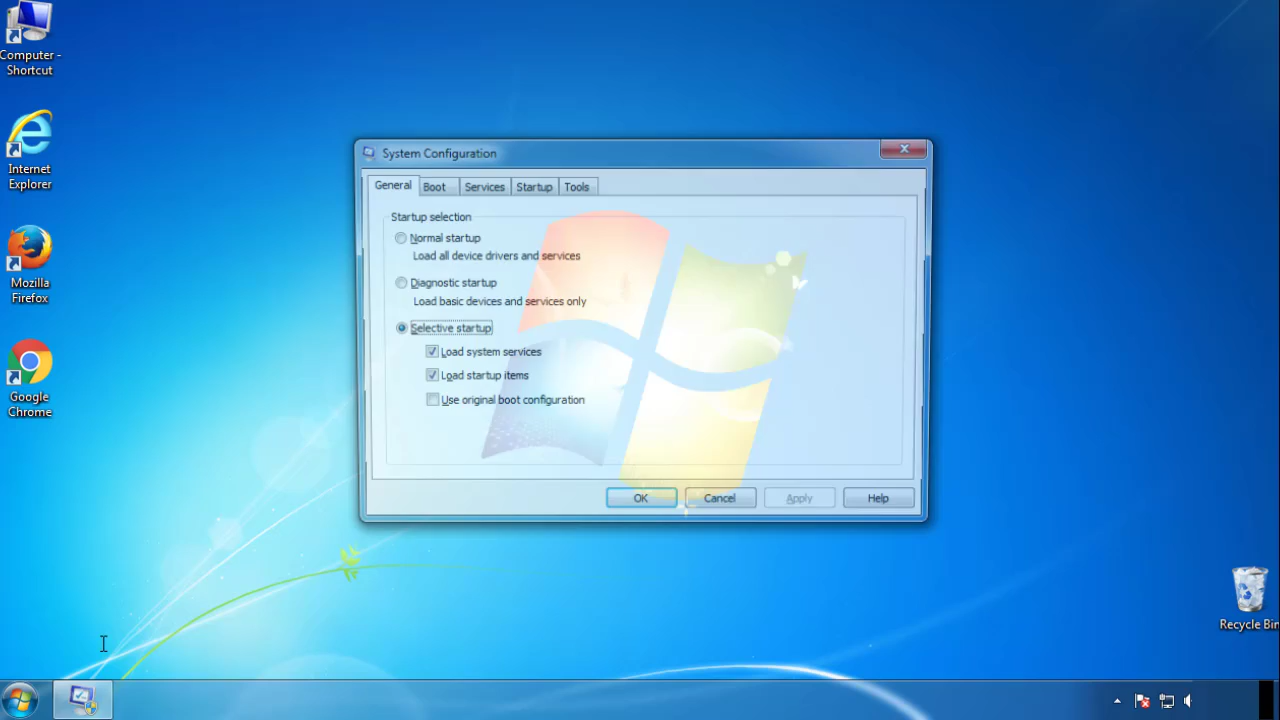 Computer -
Shortcut
Internet
Explorer
Mozilla
Firefox
Google
Chrome
System Configuration
General
Boot
Services
Startup
Tools
Startup selection
Normal startup
Load all device drivers and services
Diagnostic startup
Load basic devices and services only
Selective startup
Load system services
Load startup items
Use original boot configuration
OK
Cancel
Apply
Help
Recycle Bin